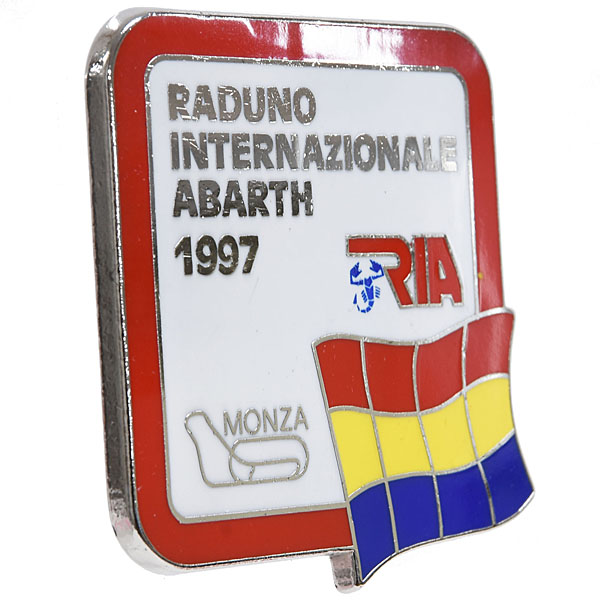 RADUNO
INTERNAZIONALE
ABARTH
1997
RIA
MONZA